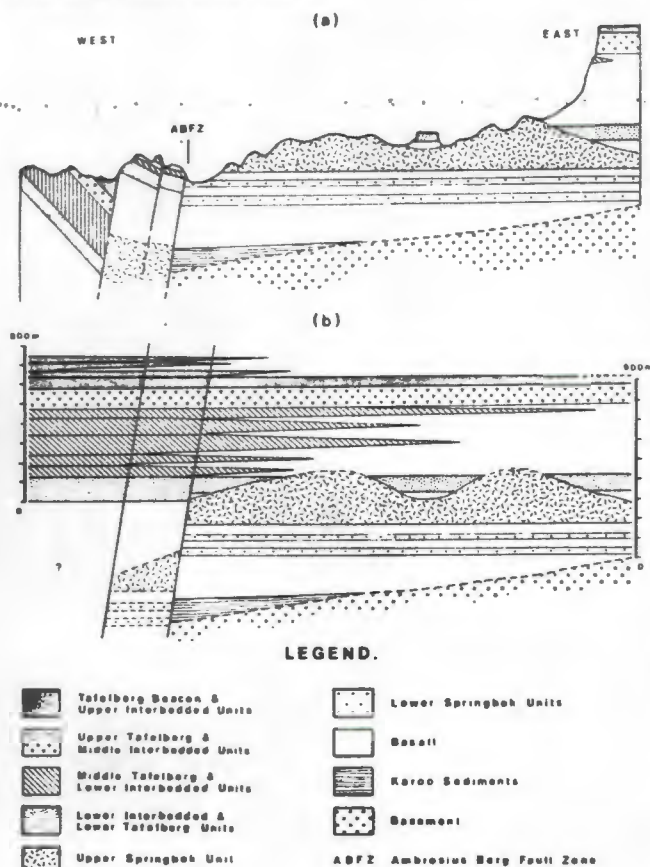 (a)
WEST
EAST
ABFZ
(b)
900m
0
?
0
LEGEND.
Tafelberg Beacon &
Upper Interbedded Units
Upper Tafelberg &
Middle Interbedded Units
Middle Tafelberg &
Lower Interbedded Units
Lower Interbedded &
Lower Tafelberg Units
Upper Springbok Unit
Lower Springbok Units
Basalt
Karoo Sediments
Basement
ABFZ Ambrosius Berg Fault Zone